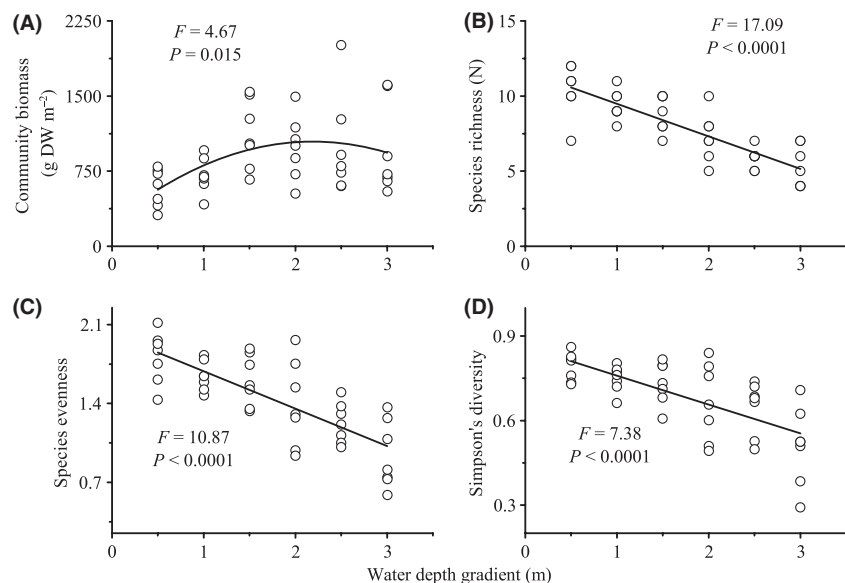 (A)
F = 4.67
P = 0.015
Community biomass
(g DW m⁻²)
2250
1500
750
0
0
1
2
3
(B)
F = 17.09
P < 0.0001
Species richness (N)
15
10
5
0
0
1
2
3
(C)
F = 10.87
P < 0.0001
Species evenness
2.1
1.4
0.7
0
1
2
3
(D)
F = 7.38
P < 0.0001
Simpson's diversity
0.9
0.6
0.3
0
1
2
3
Water depth gradient (m)